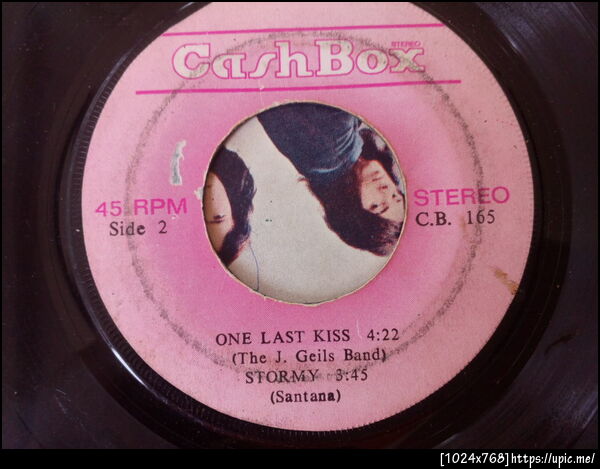 CashBox
STEREO
45 RPM
Side 2
STEREO
C.B. 165
ONE LAST KISS 4:22
(The J. Geils Band)
STORMY 3:45
(Santana)
[1024x768]https://upic.me/